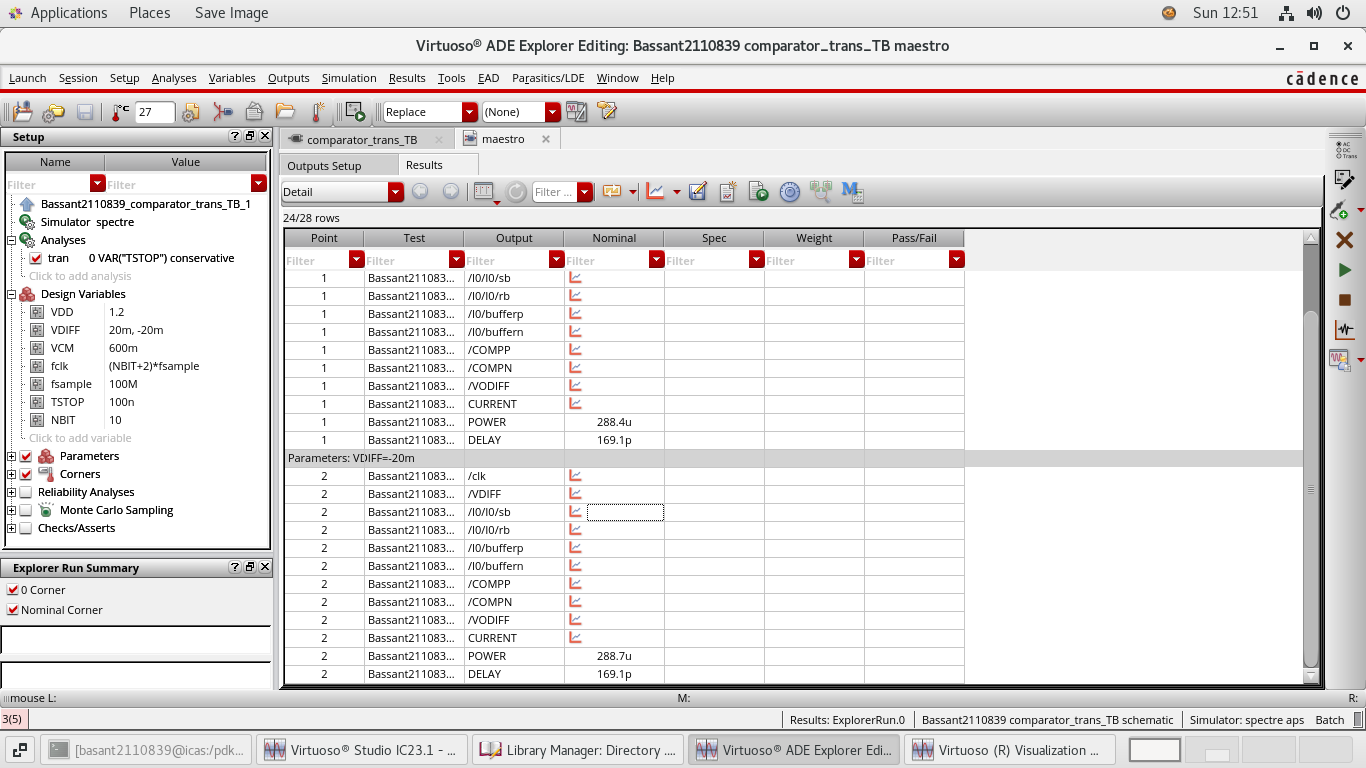 Applications Places Save Image Sun 12:51
Virtuoso® ADE Explorer Editing: Bassant2110839 comparator_trans_TB maestro
Launch Session Setup Analyses Variables Outputs Simulation Results Tools EAD Parasitics/LDE Window Help cādence
°C 27 Replace (None)
Setup
Name Value
Filter Filter
Bassant2110839_comparator_trans_TB_1
Simulator spectre
Analyses
tran 0 VAR("TSTOP") conservative
Click to add analysis
Design Variables
VDD 1.2
VDIFF 20m, -20m
VCM 600m
fclk (NBIT+2)*fsample
fsample 100M
TSTOP 100n
NBIT 10
Click to add variable
Parameters
Corners
Reliability Analyses
Monte Carlo Sampling
Checks/Asserts
Explorer Run Summary
0 Corner
Nominal Corner
comparator_trans_TB maestro
Outputs Setup Results
Detail Filter ...
24/28 rows
Point Test Output Nominal Spec Weight Pass/Fail
Filter Filter Filter Filter Filter Filter Filter
1 Bassant211083... /I0/I0/sb
1 Bassant211083... /I0/I0/rb
1 Bassant211083... /I0/bufferp
1 Bassant211083... /I0/buffern
1 Bassant211083... /COMPP
1 Bassant211083... /COMPN
1 Bassant211083... /VODIFF
1 Bassant211083... CURRENT
1 Bassant211083... POWER 288.4u
1 Bassant211083... DELAY 169.1p
Parameters: VDIFF=-20m
2 Bassant211083... /clk
2 Bassant211083... /VDIFF
2 Bassant211083... /I0/I0/sb
2 Bassant211083... /I0/I0/rb
2 Bassant211083... /I0/bufferp
2 Bassant211083... /I0/buffern
2 Bassant211083... /COMPP
2 Bassant211083... /COMPN
2 Bassant211083... /VODIFF
2 Bassant211083... CURRENT
2 Bassant211083... POWER 288.7u
2 Bassant211083... DELAY 169.1p
AC
DC
Trans
mouse L: M: R:
3(5) Results: ExplorerRun.0 Bassant2110839 comparator_trans_TB schematic Simulator: spectre aps Batch
[basant2110839@icas:/pdk... Virtuoso® Studio IC23.1 - ... Library Manager: Directory .... Virtuoso® ADE Explorer Edi... Virtuoso (R) Visualization ...